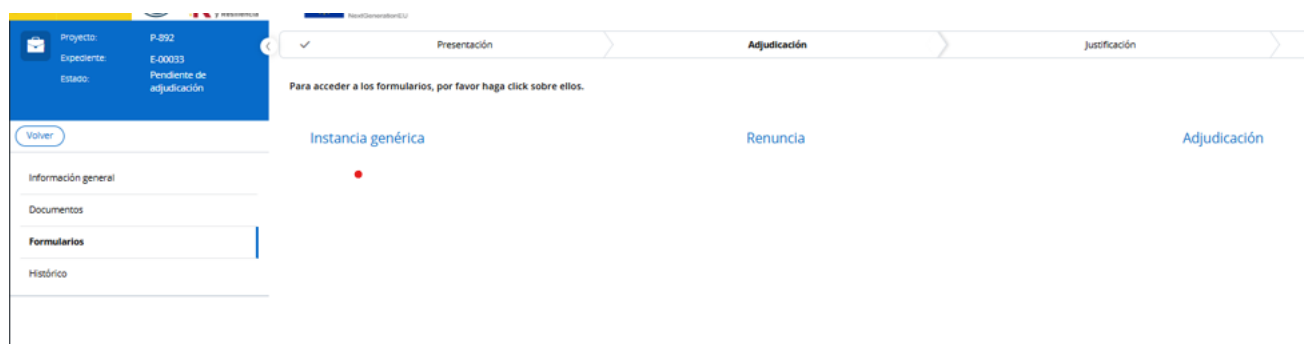 y Resiliencia
NextGenerationEU
Proyecto: P-892
Expediente: E-00033
Estado: Pendiente de
adjudicación
Presentación
Adjudicación
Justificación
Para acceder a los formularios, por favor haga click sobre ellos.
Volver
Instancia genérica
Renuncia
Adjudicación
Información general
Documentos
Formularios
Histórico